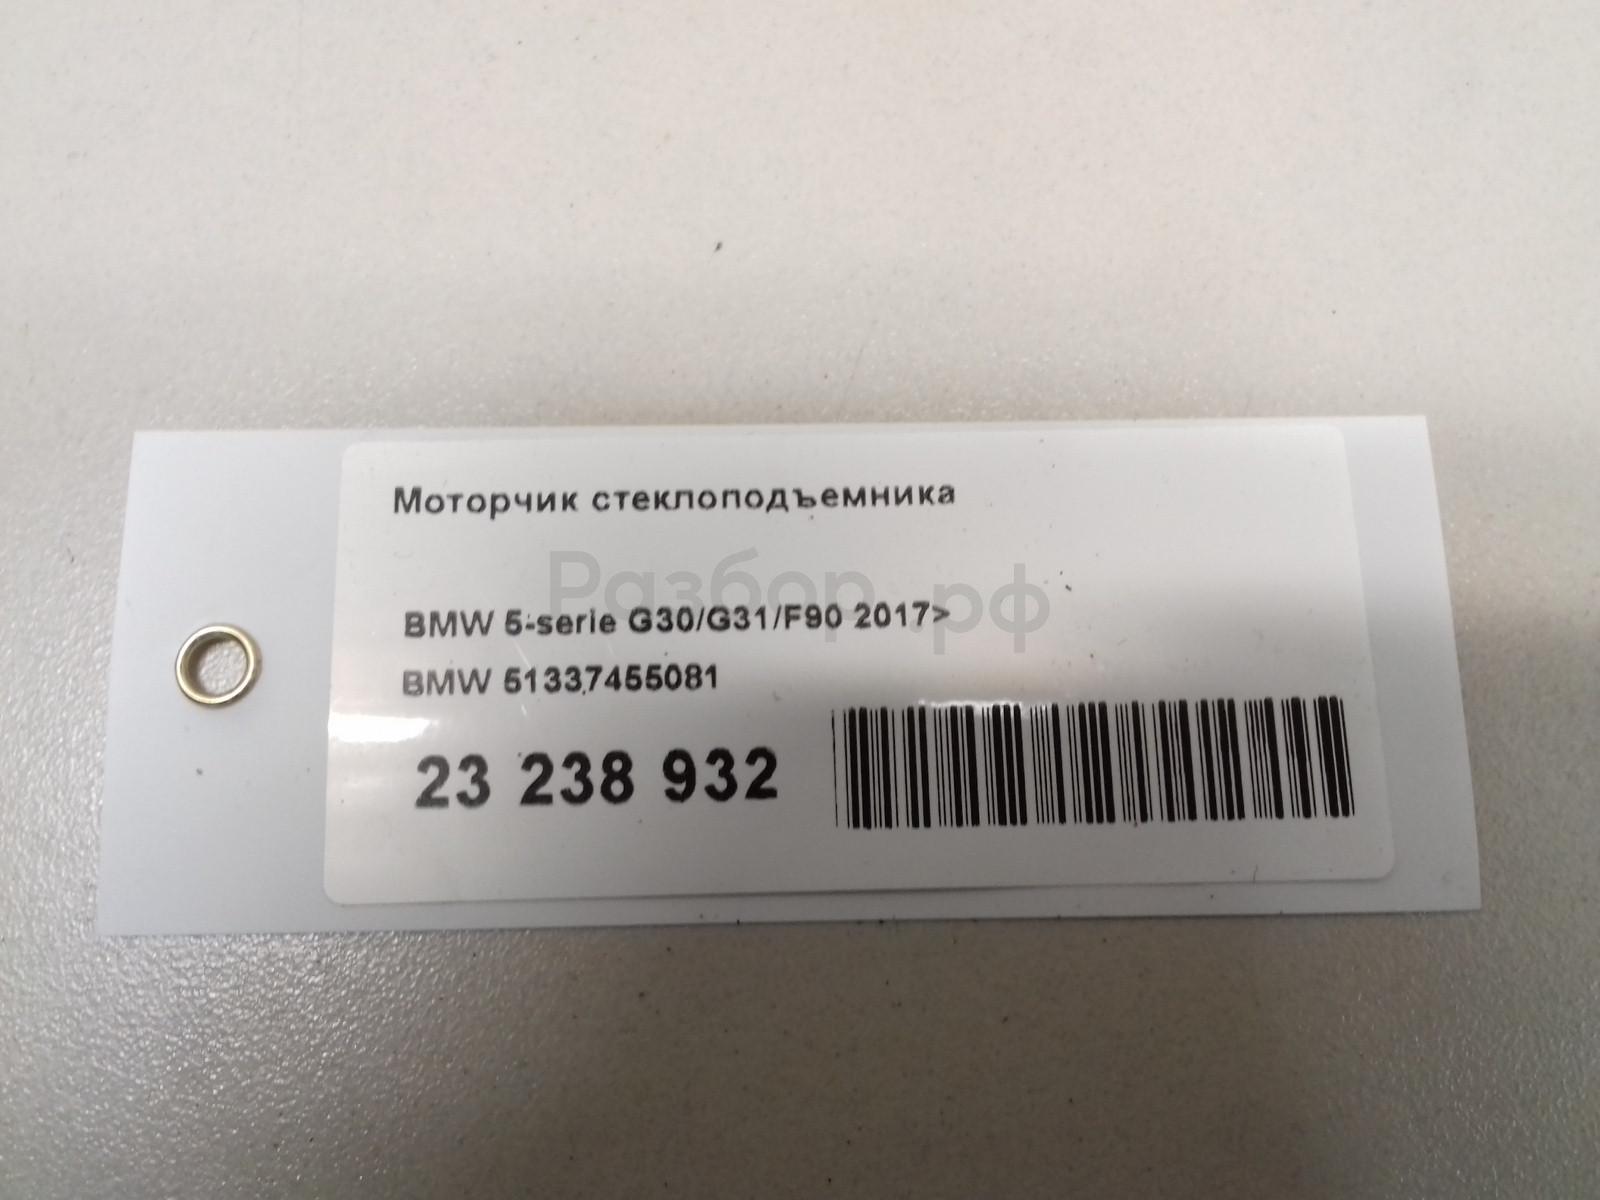 Моторчик стеклоподъемника
Разбор.рф
BMW 5-serie G30/G31/F90 2017>
BMW 51337455081
23 238 932